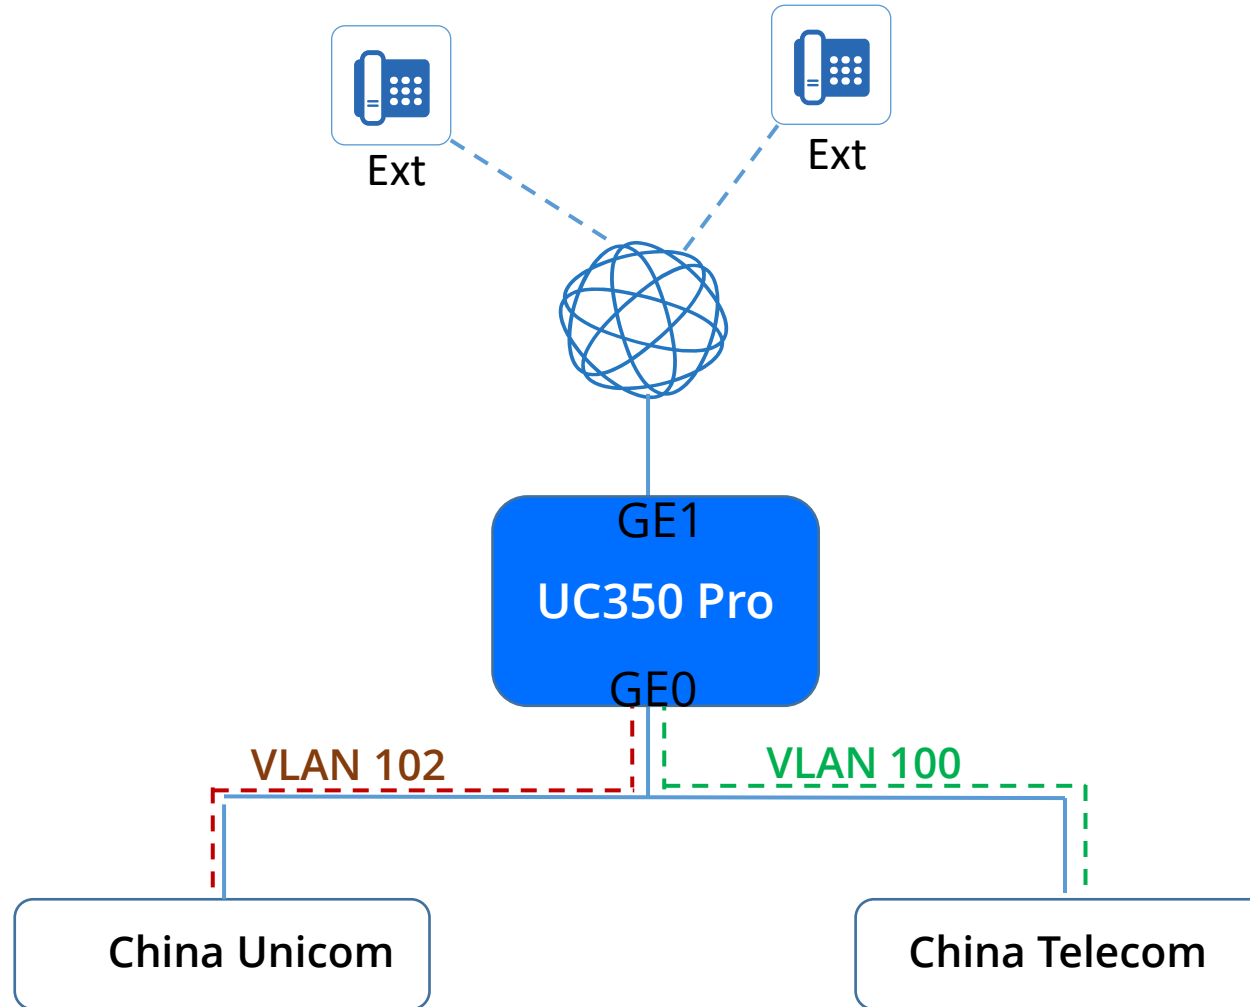 Ext
Ext
GE1
UC350 Pro
GE0
VLAN 102
VLAN 100
China Unicom
China Telecom